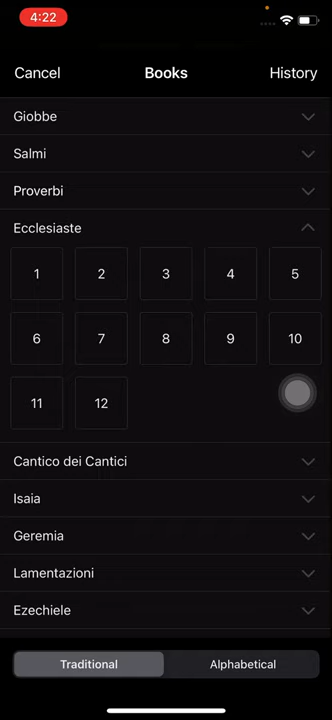 4:22
Cancel Books History
Giobbe
Salmi
Proverbi
Ecclesiaste
1 2 3 4 5
6 7 8 9 10
11 12
Cantico dei Cantici
Isaia
Geremia
Lamentazioni
Ezechiele
Traditional Alphabetical